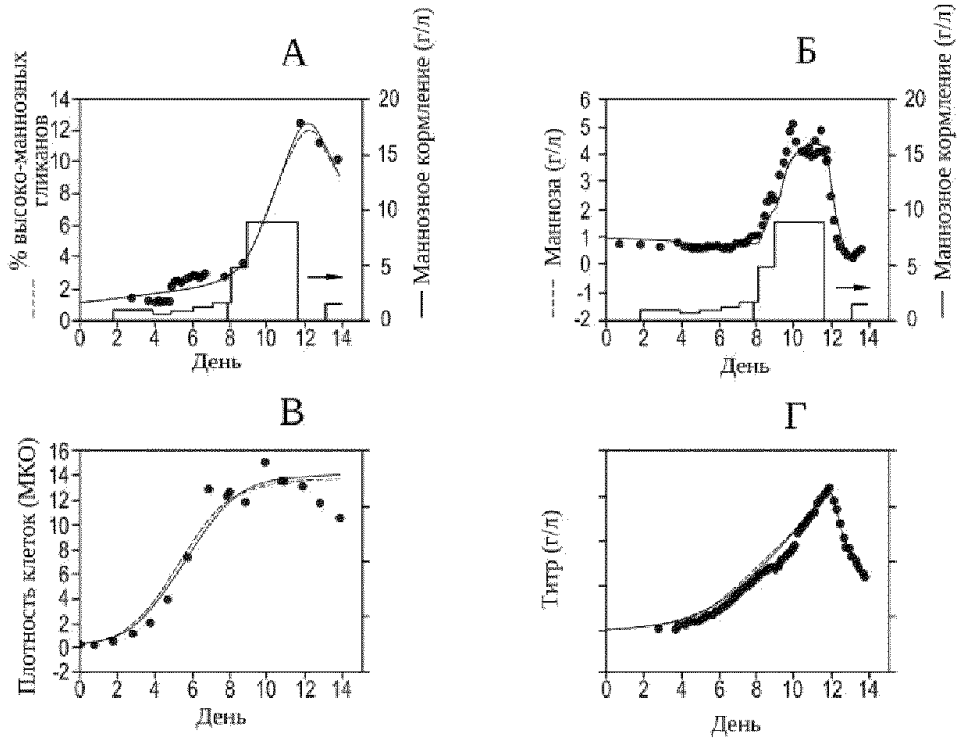 А
% высоко-маннозных
гликанов
14
12
10
8
6
4
2
0
0 2 4 6 8 10 12 14
День
20
15
10
5
0
Маннозное кормление (г/л)
Б
Манноза (г/л)
6
5
4
3
2
1
0
-1
-2
0 2 4 6 8 10 12 14
День
20
15
10
5
0
Маннозное кормление (г/л)
В
Плотность клеток (МКО)
16
14
12
10
8
6
4
2
0
-2
0 2 4 6 8 10 12 14
День
Г
Титр (г/л)
0 2 4 6 8 10 12 14
День